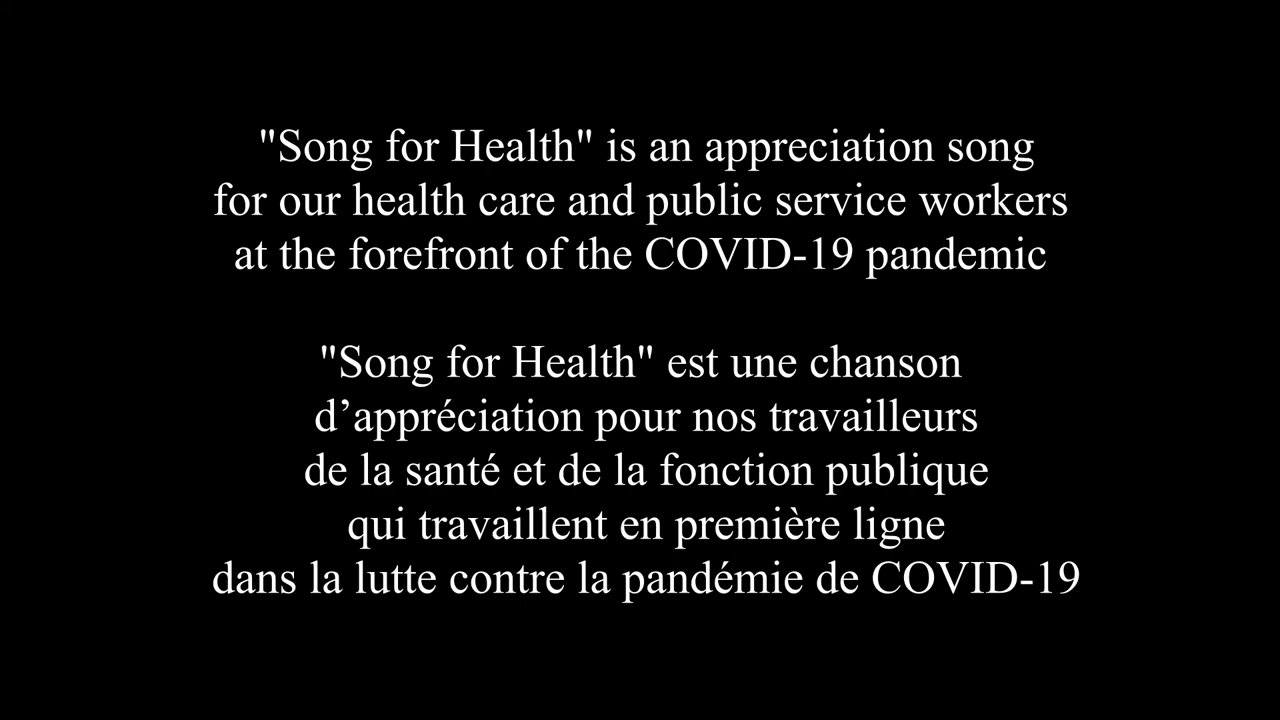 "Song for Health" is an appreciation song
for our health care and public service workers
at the forefront of the COVID-19 pandemic
"Song for Health" est une chanson
d’appréciation pour nos travailleurs
de la santé et de la fonction publique
qui travaillent en première ligne
dans la lutte contre la pandémie de COVID-19